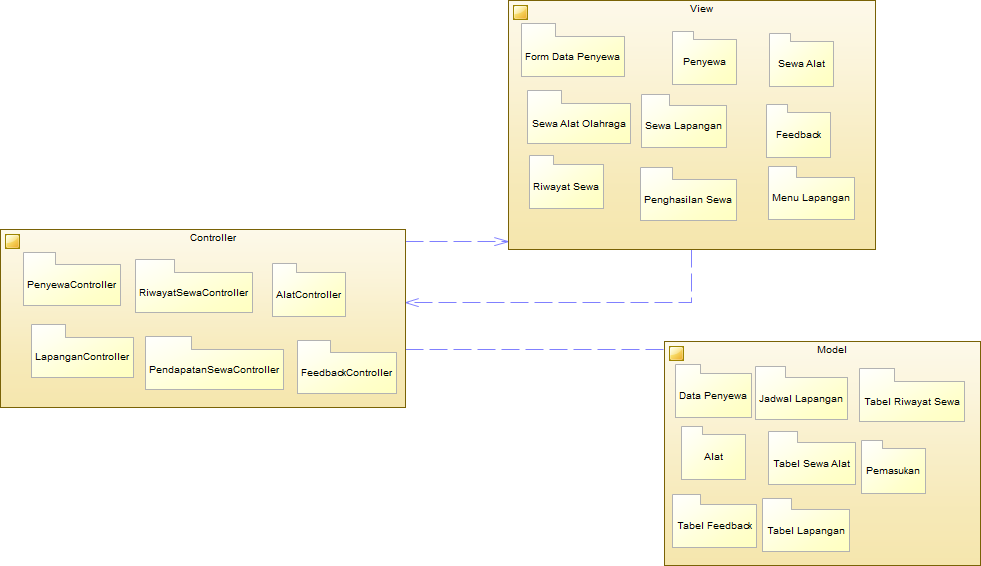 View
Form Data Penyewa
Penyewa
Sewa Alat
Sewa Alat Olahraga
Sewa Lapangan
Feedback
Riwayat Sewa
Penghasilan Sewa
Menu Lapangan
Controller
PenyewaController
RiwayatSewaController
AlatController
LapanganController
PendapatanSewaController
FeedbackController
Model
Data Penyewa
Jadwal Lapangan
Tabel Riwayat Sewa
Alat
Tabel Sewa Alat
Pemasukan
Tabel Feedback
Tabel Lapangan